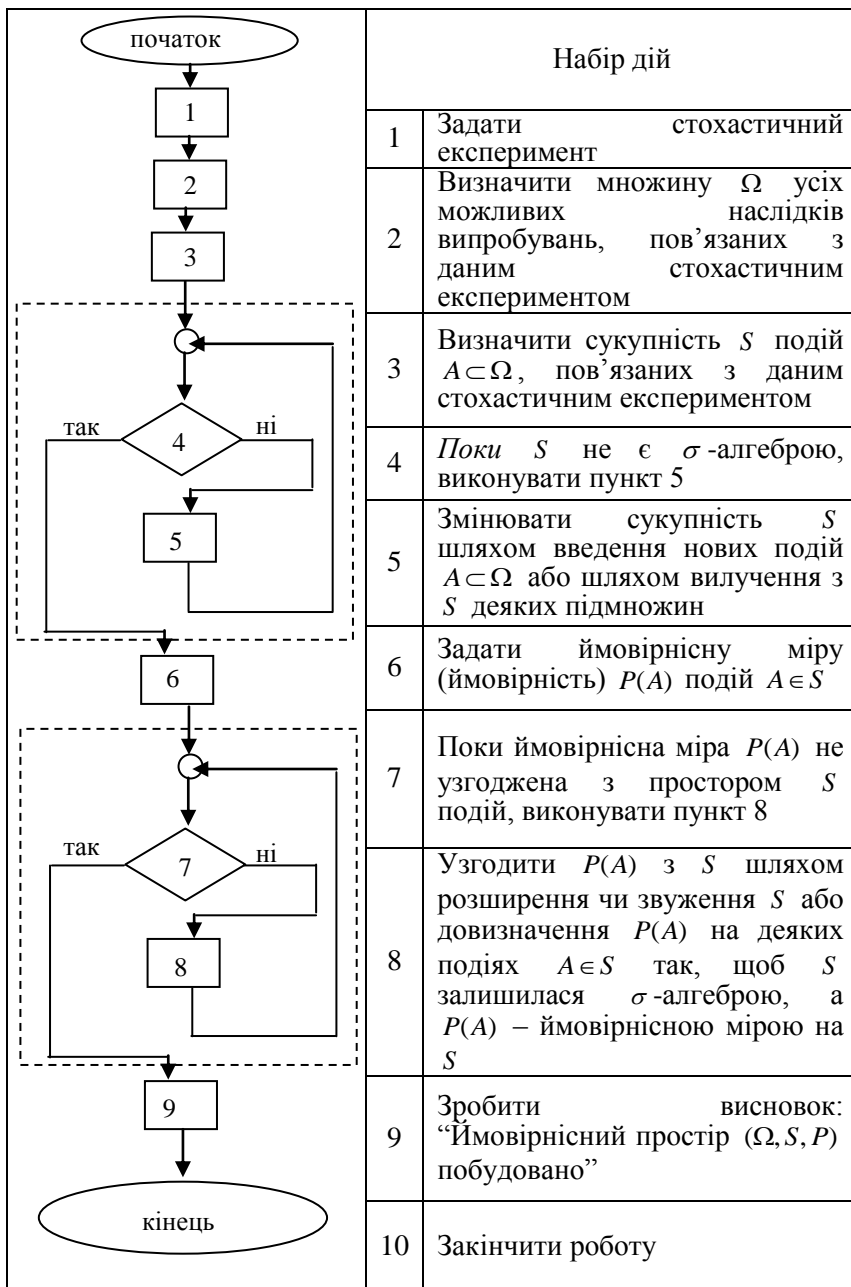 початок
1
2
3
так
4
ні
5
6
так
7
ні
8
9
кінець
Набір дій
1
Задати стохастичний
експеримент
2
Визначити множину Ω усіх
можливих наслідків
випробувань, пов’язаних з
даним стохастичним
експериментом
3
Визначити сукупність S подій
A⊂Ω, пов’язаних з даним
стохастичним експериментом
4
Поки S не є σ-алгеброю,
виконувати пункт 5
5
Змінювати сукупність S
шляхом введення нових подій
A⊂Ω або шляхом вилучення з
S деяких підмножин
6
Задати ймовірнісну міру
(ймовірність) P(A) подій A∈S
7
Поки ймовірнісна міра P(A) не
узгоджена з простором S
подій, виконувати пункт 8
8
Узгодити P(A) з S шляхом
розширення чи звуження S або
довизначення P(A) на деяких
подіях A∈S так, щоб S
залишилася σ-алгеброю, а
P(A) – ймовірнісною мірою на
S
9
Зробити висновок:
“Ймовірнісний простір (Ω, S, P)
побудовано”
10
Закінчити роботу